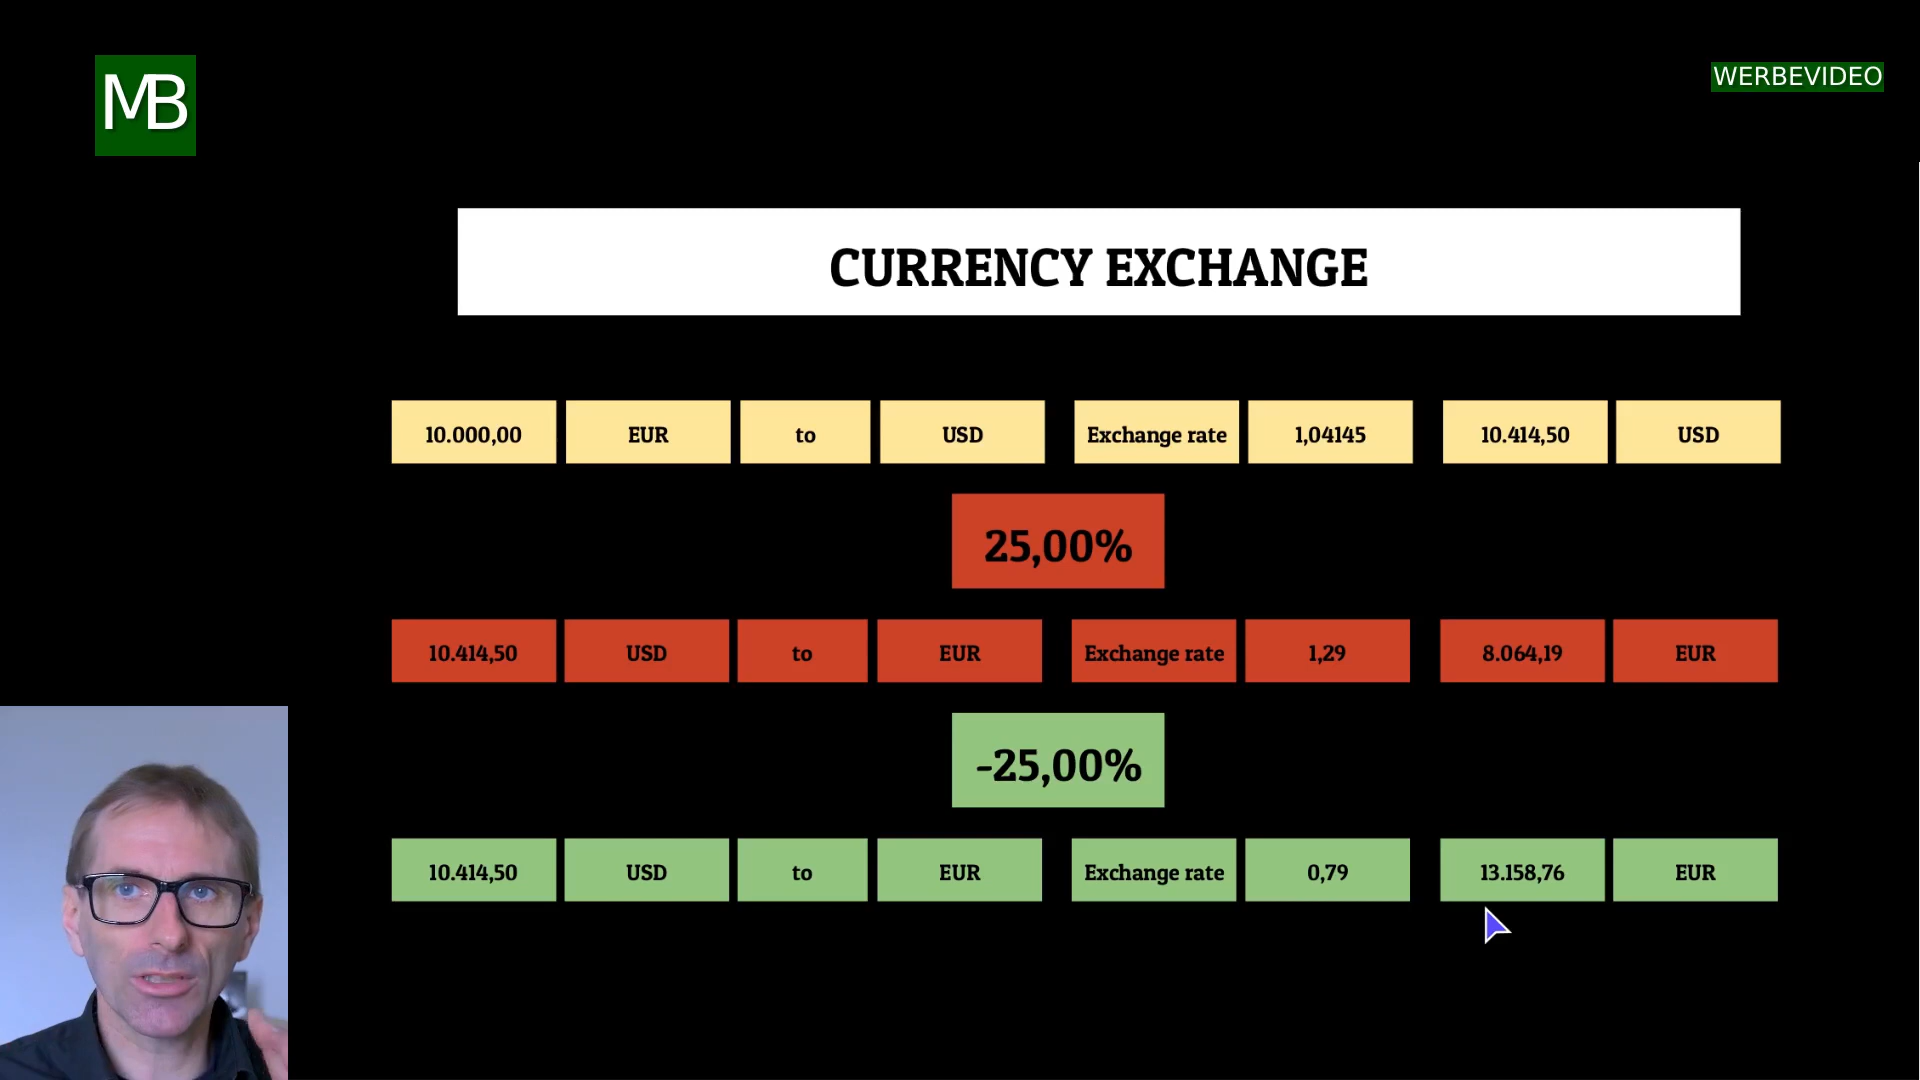 MB
WERBEVIDEO
CURRENCY EXCHANGE
10.000,00 EUR to USD Exchange rate 1,04145 10.414,50 USD
25,00%
10.414,50 USD to EUR Exchange rate 1,29 8.064,19 EUR
-25,00%
10.414,50 USD to EUR Exchange rate 0,79 13.158,76 EUR